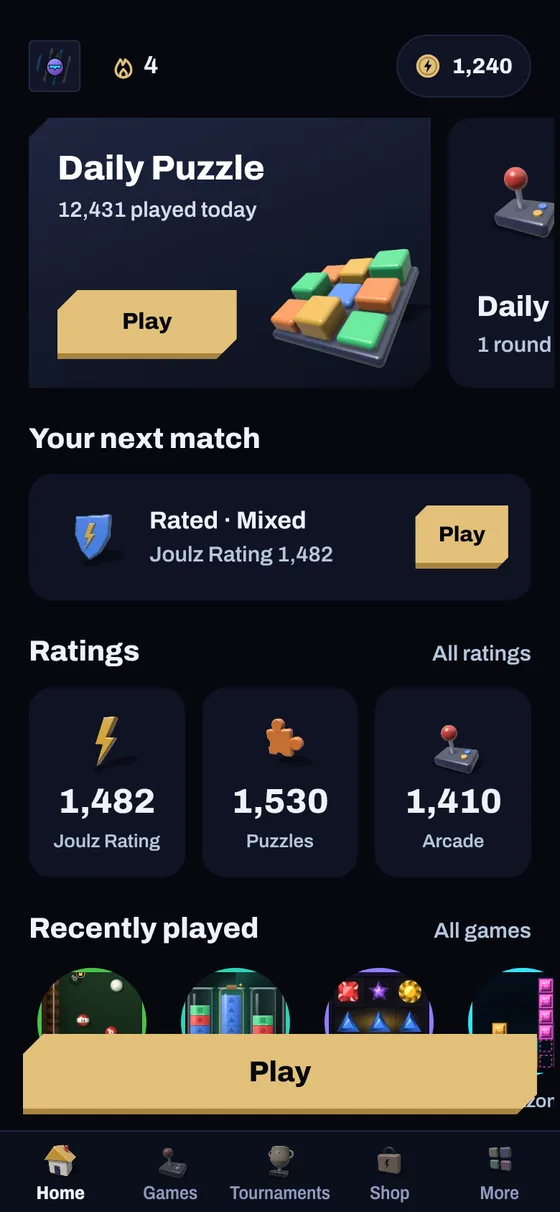 4
1,240
Daily Puzzle
12,431 played today
Play
Daily
1 round
Your next match
Rated · Mixed
Joulz Rating 1,482
Play
Ratings
All ratings
1,482
Joulz Rating
1,530
Puzzles
1,410
Arcade
Recently played
All games
Play
Home
Games
Tournaments
Shop
More